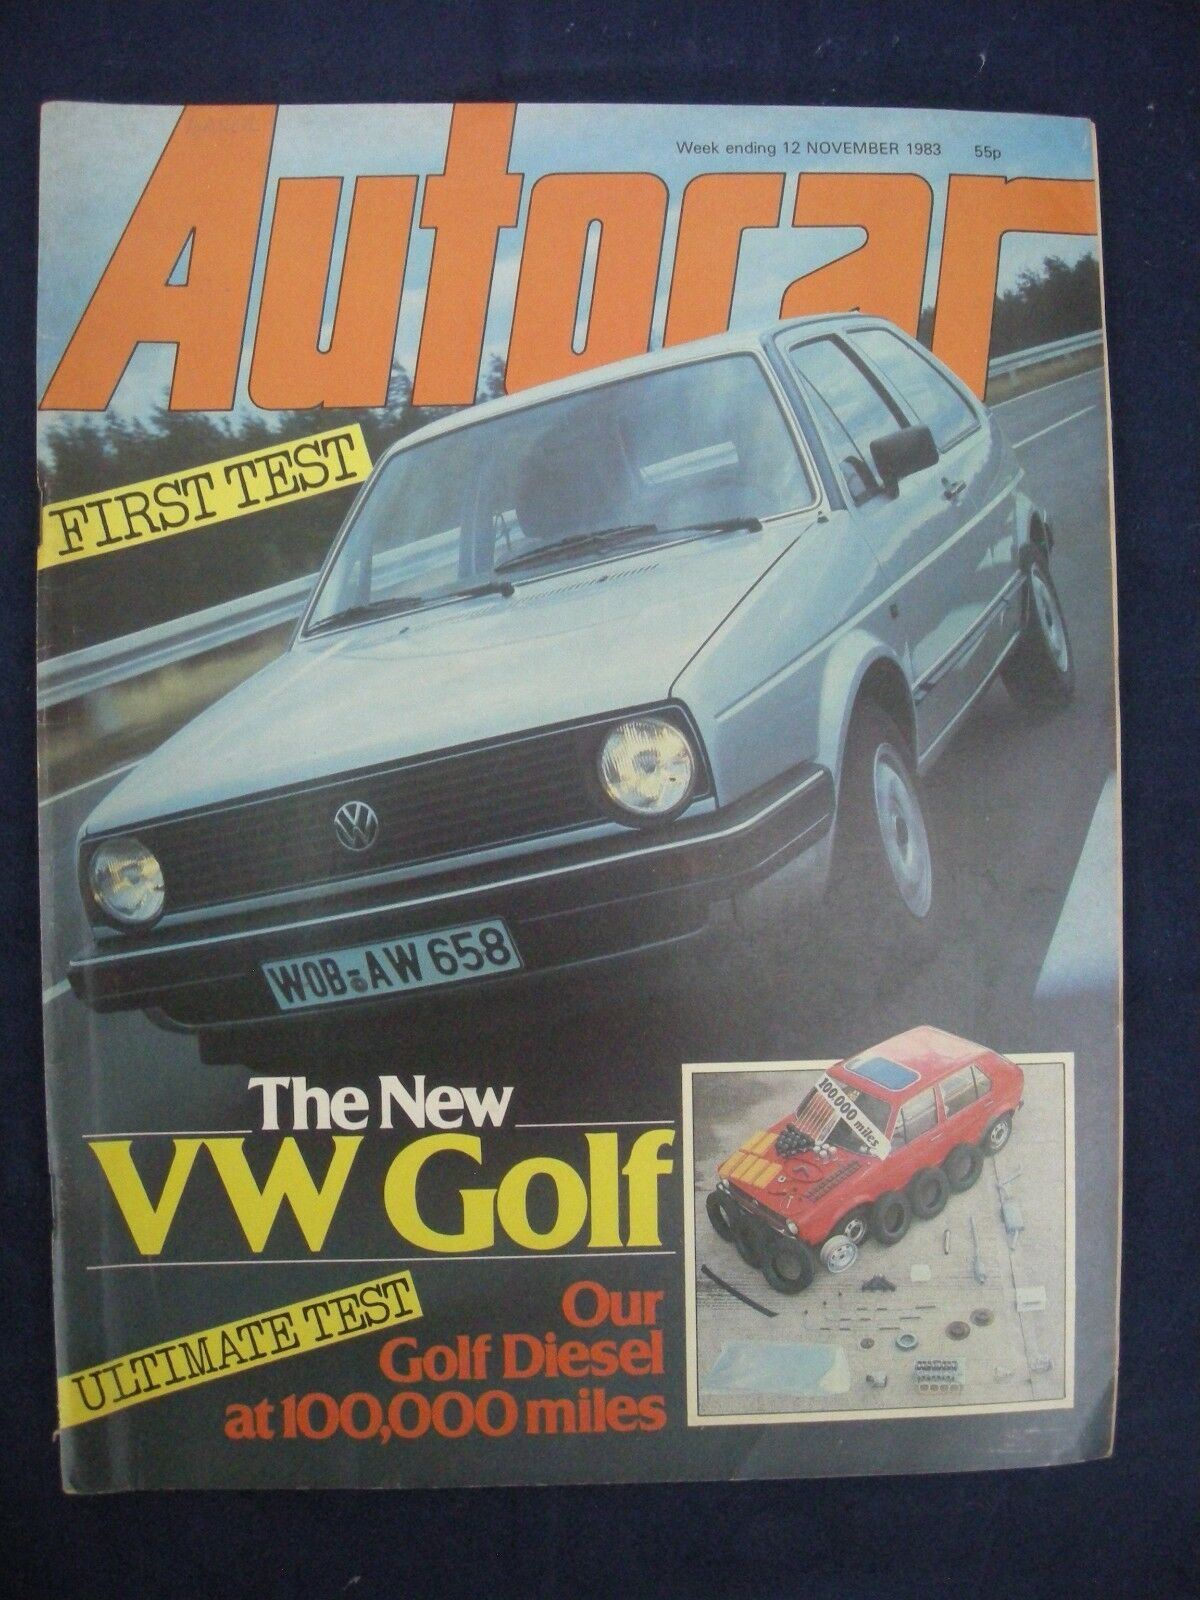 Week ending 12 NOVEMBER 1983 55p
Autocar
FIRST TEST
WOB AW 658
The New
VW Golf
100,000 miles
ULTIMATE TEST
Our
Golf Diesel
at 100,000 miles